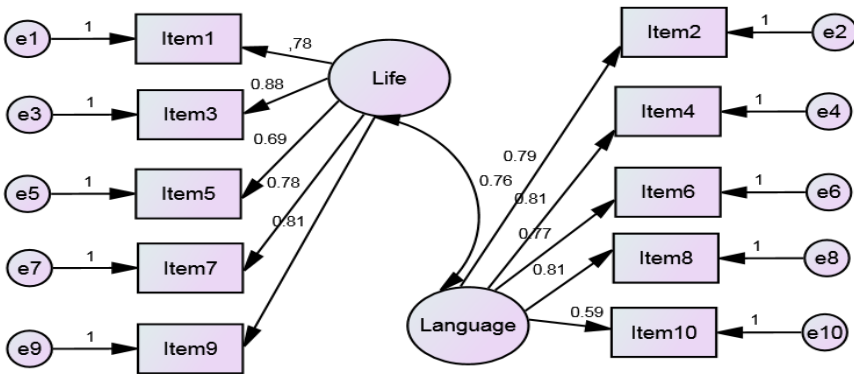 e1 1 Item1 ,78 Life Item2 1 e2
e3 1 Item3 0.88 Item4 1 e4
0.69 0.79
e5 1 Item5 0.78 0.76 0.81 Item6 1 e6
0.81 0.77
e7 1 Item7 0.81 Item8 1 e8
e9 1 Item9 Language 0.59 Item10 1 e10